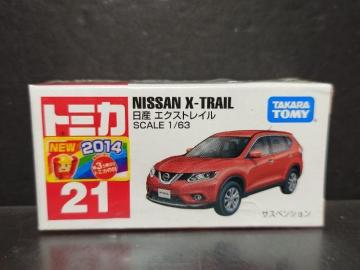 トミカ
NISSAN X-TRAIL
日産 エクストレイル
SCALE 1/63
TAKARA
TOMY
NEW
2014
21
サスペンション